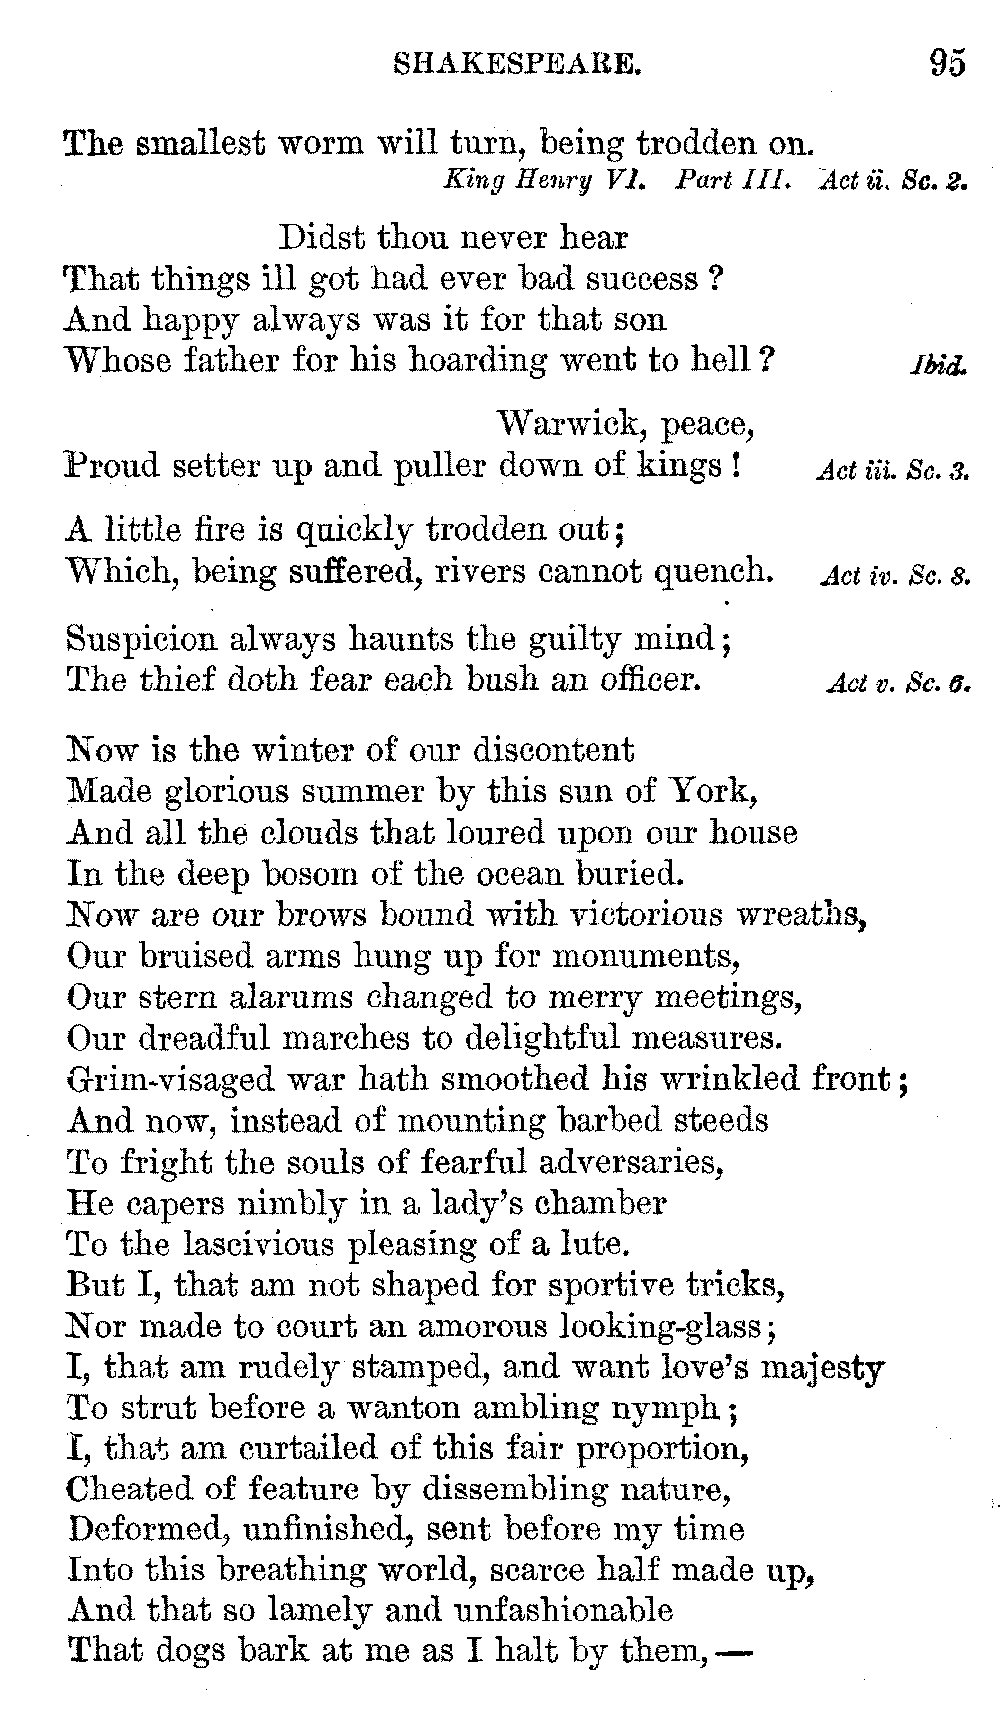 SHAKESPEARE. 95
The smallest worm will turn, being trodden on.
King Henry VI. Part III. Act ii. Sc. 2.
Didst thou never hear
That things ill got had ever bad success ?
And happy always was it for that son
Whose father for his hoarding went to hell ? Ibid.
Warwick, peace,
Proud setter up and puller down of kings ! Act iii. Sc. 3.
A little fire is quickly trodden out ;
Which, being suffered, rivers cannot quench. Act iv. Sc. 8.
Suspicion always haunts the guilty mind ;
The thief doth fear each bush an officer. Act v. Sc. 6.
Now is the winter of our discontent
Made glorious summer by this sun of York,
And all the clouds that loured upon our house
In the deep bosom of the ocean buried.
Now are our brows bound with victorious wreaths,
Our bruised arms hung up for monuments,
Our stern alarums changed to merry meetings,
Our dreadful marches to delightful measures.
Grim-visaged war hath smoothed his wrinkled front ;
And now, instead of mounting barbed steeds
To fright the souls of fearful adversaries,
He capers nimbly in a lady's chamber
To the lascivious pleasing of a lute.
But I, that am not shaped for sportive tricks,
Nor made to court an amorous looking-glass ;
I, that am rudely stamped, and want love's majesty
To strut before a wanton ambling nymph ;
I, that am curtailed of this fair proportion,
Cheated of feature by dissembling nature,
Deformed, unfinished, sent before my time
Into this breathing world, scarce half made up,
And that so lamely and unfashionable
That dogs bark at me as I halt by them, —